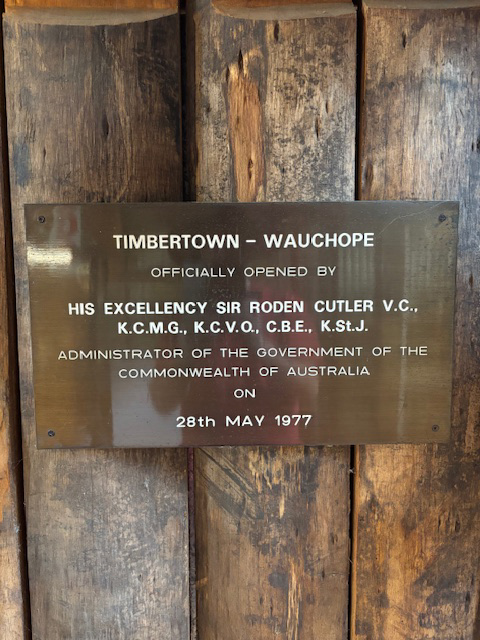 TIMBERTOWN – WAUCHOPE
OFFICIALLY OPENED BY
HIS EXCELLENCY SIR RODEN CUTLER V.C.,
K.C.M.G., K.C.V.O., C.B.E., K.St.J.
ADMINISTRATOR OF THE GOVERNMENT OF THE
COMMONWEALTH OF AUSTRALIA
ON
28th MAY 1977